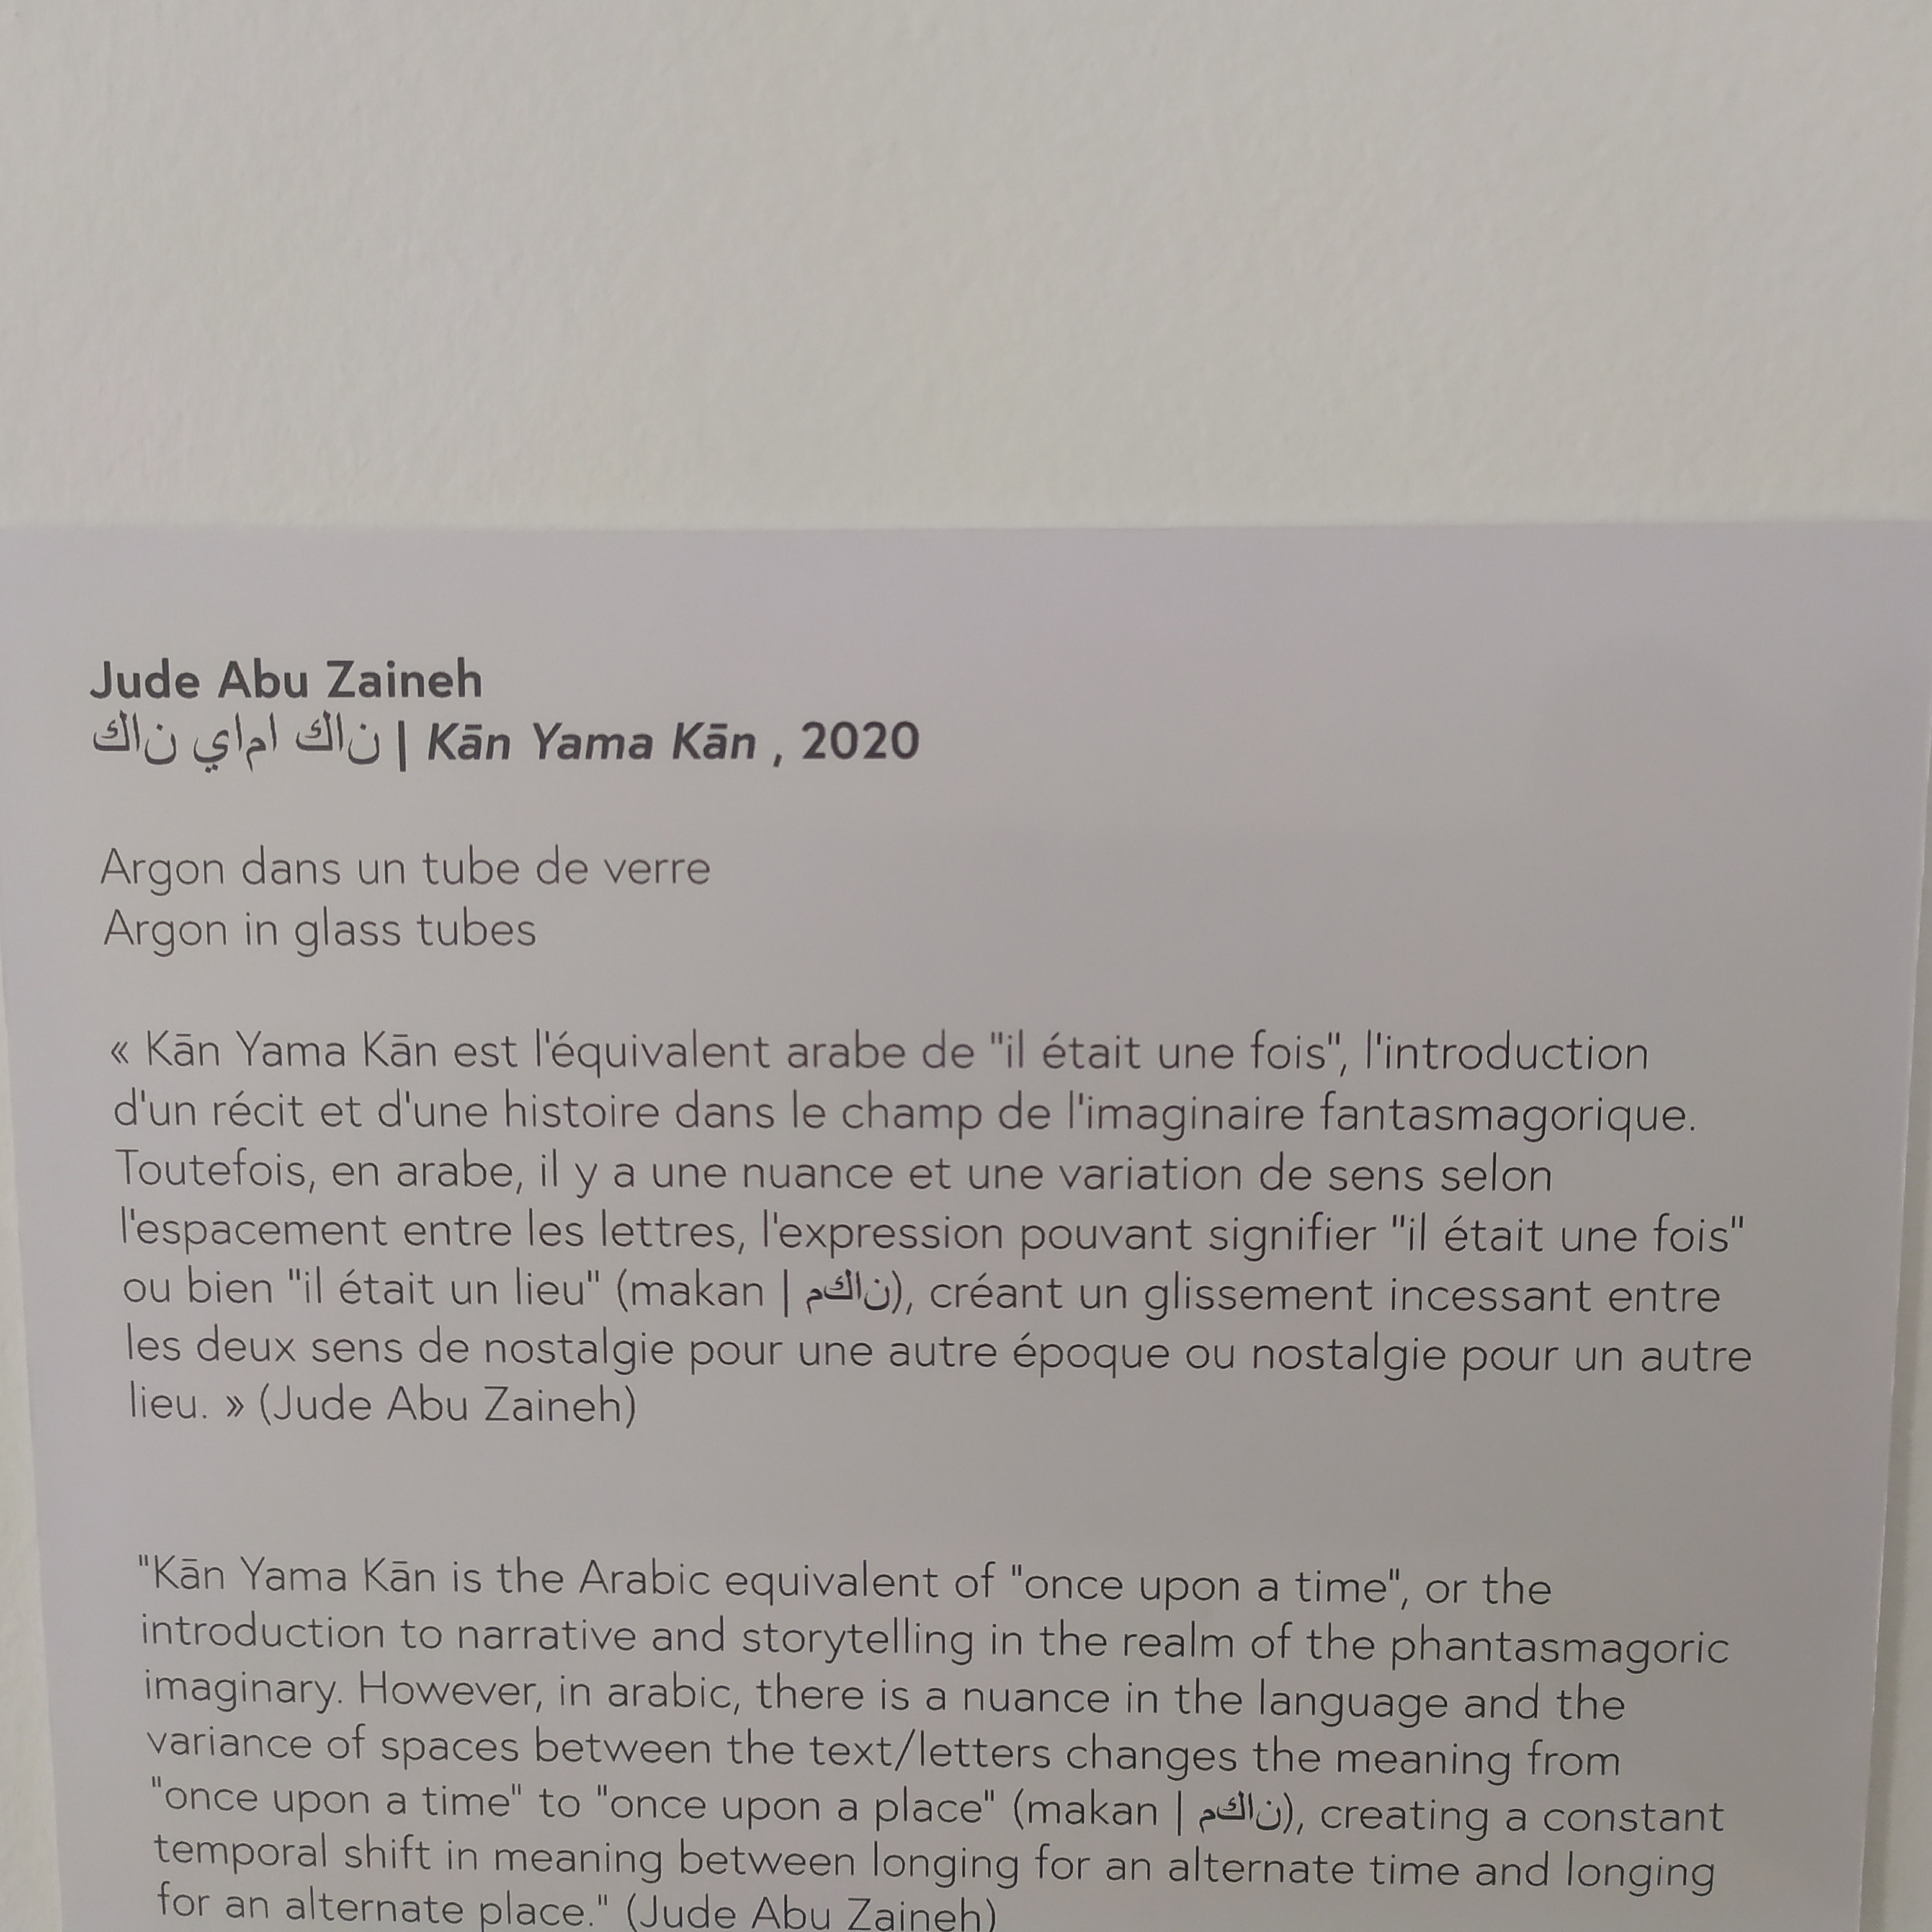 Jude Abu Zaineh
ناك اماي ناك | Kān Yama Kān , 2020
Argon dans un tube de verre
Argon in glass tubes
« Kān Yama Kān est l'équivalent arabe de "il était une fois", l'introduction
d'un récit et d'une histoire dans le champ de l'imaginaire fantasmagorique.
Toutefois, en arabe, il y a une nuance et une variation de sens selon
l'espacement entre les lettres, l'expression pouvant signifier "il était une fois"
ou bien "il était un lieu" (makan | ناكم), créant un glissement incessant entre
les deux sens de nostalgie pour une autre époque ou nostalgie pour un autre
lieu. » (Jude Abu Zaineh)
"Kān Yama Kān is the Arabic equivalent of "once upon a time", or the
introduction to narrative and storytelling in the realm of the phantasmagoric
imaginary. However, in arabic, there is a nuance in the language and the
variance of spaces between the text/letters changes the meaning from
"once upon a time" to "once upon a place" (makan | ناكم), creating a constant
temporal shift in meaning between longing for an alternate time and longing
for an alternate place." (Jude Abu Zaineh)